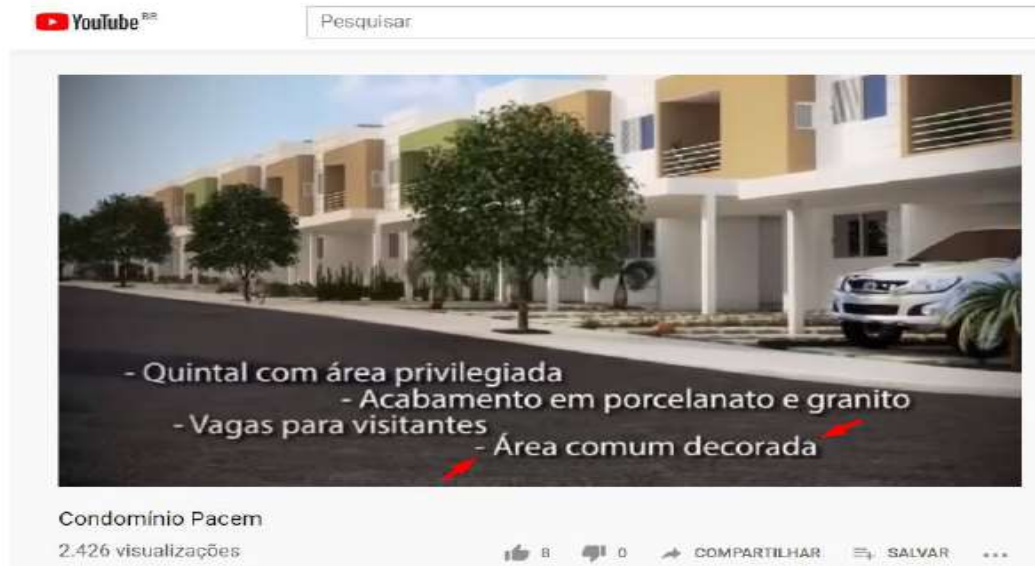 YouTube BR
Pesquisar
- Quintal com área privilegiada
- Acabamento em porcelanato e granito
- Vagas para visitantes
- Área comum decorada
Condomínio Pacem
2.426 visualizações
8
0
COMPARTILHAR
SALVAR